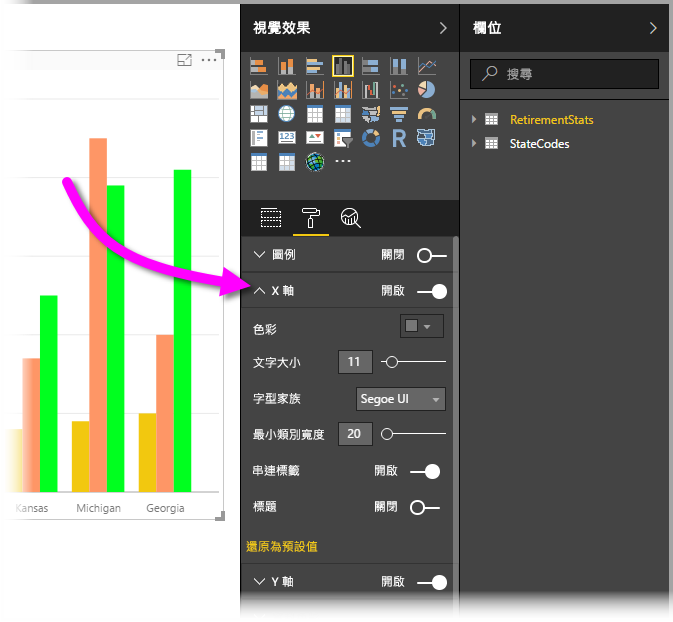 視覺效果
欄位
搜尋
RetirementStats
StateCodes
123
R
圖例 關閉
X 軸 開啟
色彩
文字大小 11
字型家族 Segoe UI
最小類別寬度 20
串連標籤 開啟
標題 關閉
還原為預設值
Y 軸 開啟
Kansas Michigan Georgia